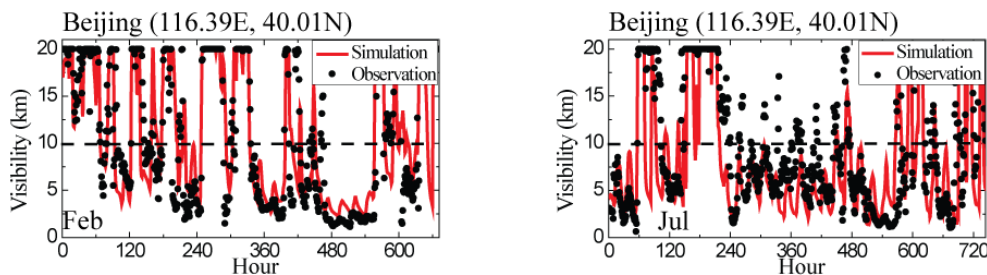 Beijing (116.39E, 40.01N)
Simulation
Observation
Visibility (km)
20
15
10
5
0
Feb
0 120 240 360 480 600
Hour
Beijing (116.39E, 40.01N)
Simulation
Observation
Visibility (km)
20
15
10
5
0
Jul
0 120 240 360 480 600 720
Hour